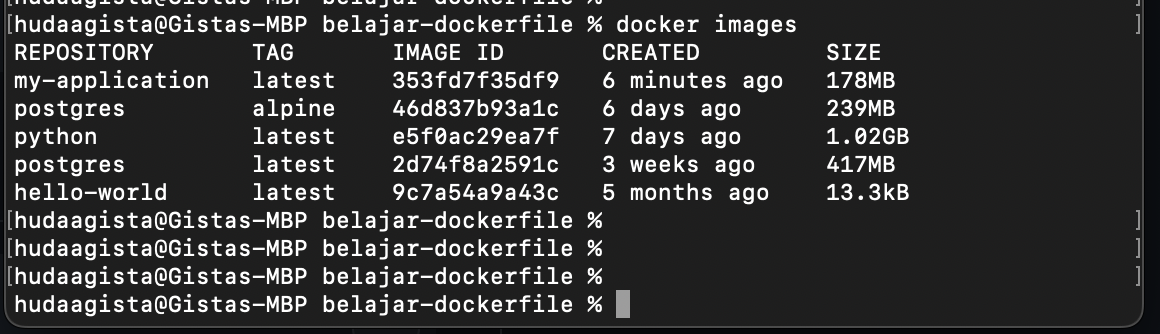 [hudaagista@Gistas-MBP belajar-dockerfile % docker images ]
REPOSITORY TAG IMAGE ID CREATED SIZE
my-application latest 353fd7f35df9 6 minutes ago 178MB
postgres alpine 46d837b93a1c 6 days ago 239MB
python latest e5f0ac29ea7f 7 days ago 1.02GB
postgres latest 2d74f8a2591c 3 weeks ago 417MB
hello-world latest 9c7a54a9a43c 5 months ago 13.3kB
[hudaagista@Gistas-MBP belajar-dockerfile % ]
[hudaagista@Gistas-MBP belajar-dockerfile % ]
[hudaagista@Gistas-MBP belajar-dockerfile % ]
hudaagista@Gistas-MBP belajar-dockerfile %